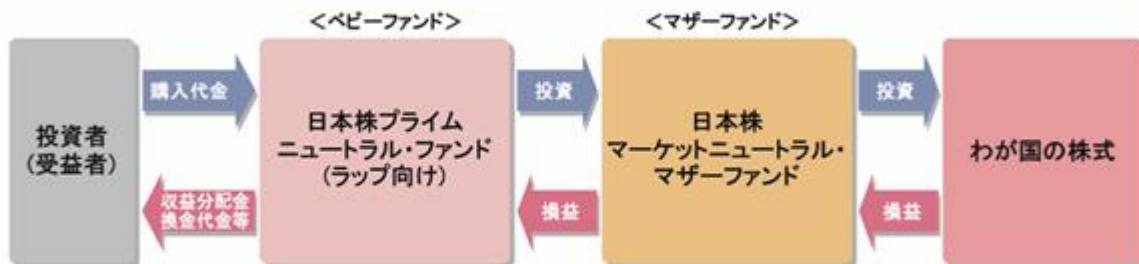 ＜ベビーファンド＞
＜マザーファンド＞
投資者
(受益者)
購入代金
収益分配金
換金代金等
日本株プライム
ニュートラル・ファンド
(ラップ向け)
投資
損益
日本株
マーケットニュートラル・
マザーファンド
投資
損益
わが国の株式